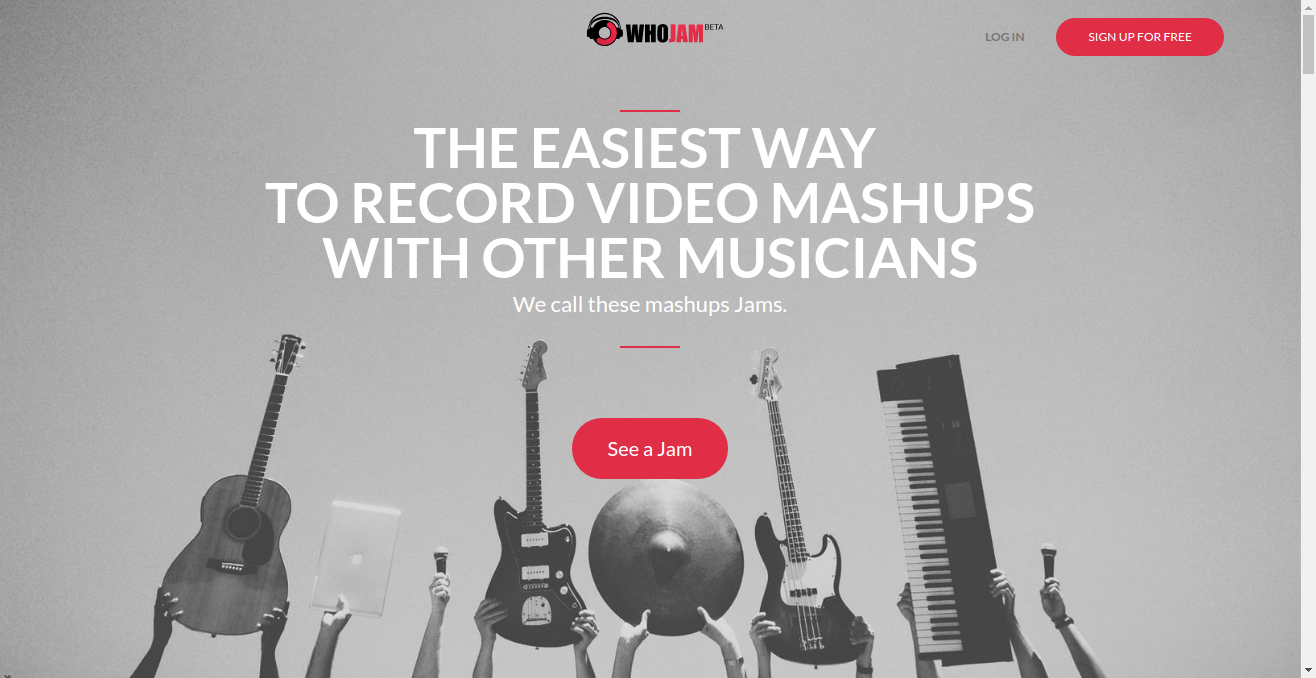 WHOJAM BETA
LOG IN
SIGN UP FOR FREE
THE EASIEST WAY
TO RECORD VIDEO MASHUPS
WITH OTHER MUSICIANS
We call these mashups Jams.
See a Jam